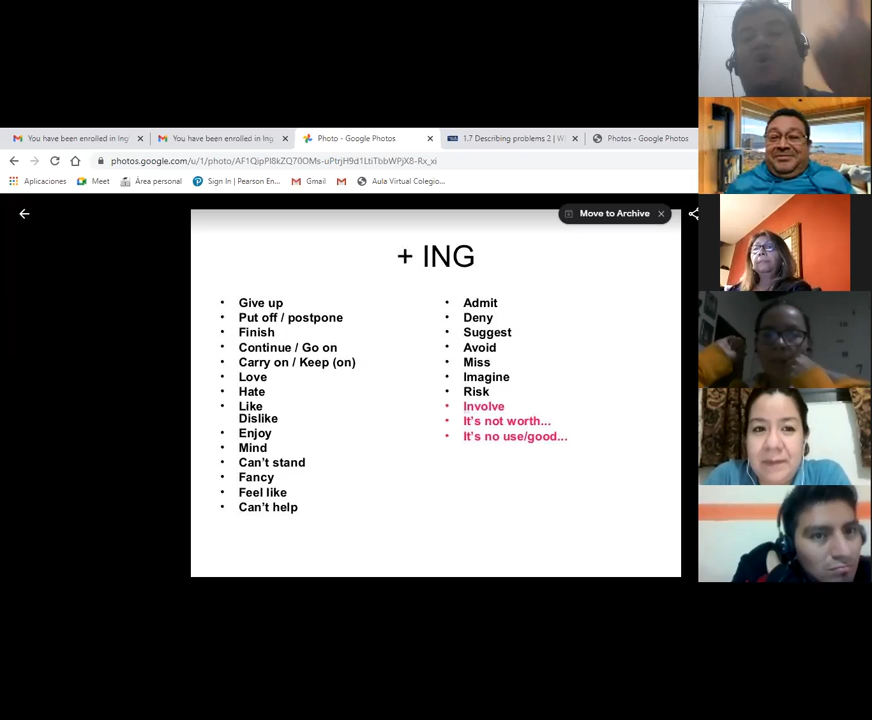 You have been enrolled in Ing
You have been enrolled in Ing
Photo - Google Photos
1.7 Describing problems 2 | W
Photos - Google Photos
photos.google.com/u/1/photo/AF1QipPI8kZQ70OMs-uPtrjH9d1LtiTbbWPjX8-Rx_xi
Aplicaciones
Meet
Área personal
Sign In | Pearson En...
Gmail
Aula Virtual Colegio...
Move to Archive
+ ING
Give up
Put off / postpone
Finish
Continue / Go on
Carry on / Keep (on)
Love
Hate
Like
Dislike
Enjoy
Mind
Can't stand
Fancy
Feel like
Can't help
Admit
Deny
Suggest
Avoid
Miss
Imagine
Risk
Involve
It's not worth...
It's no use/good...